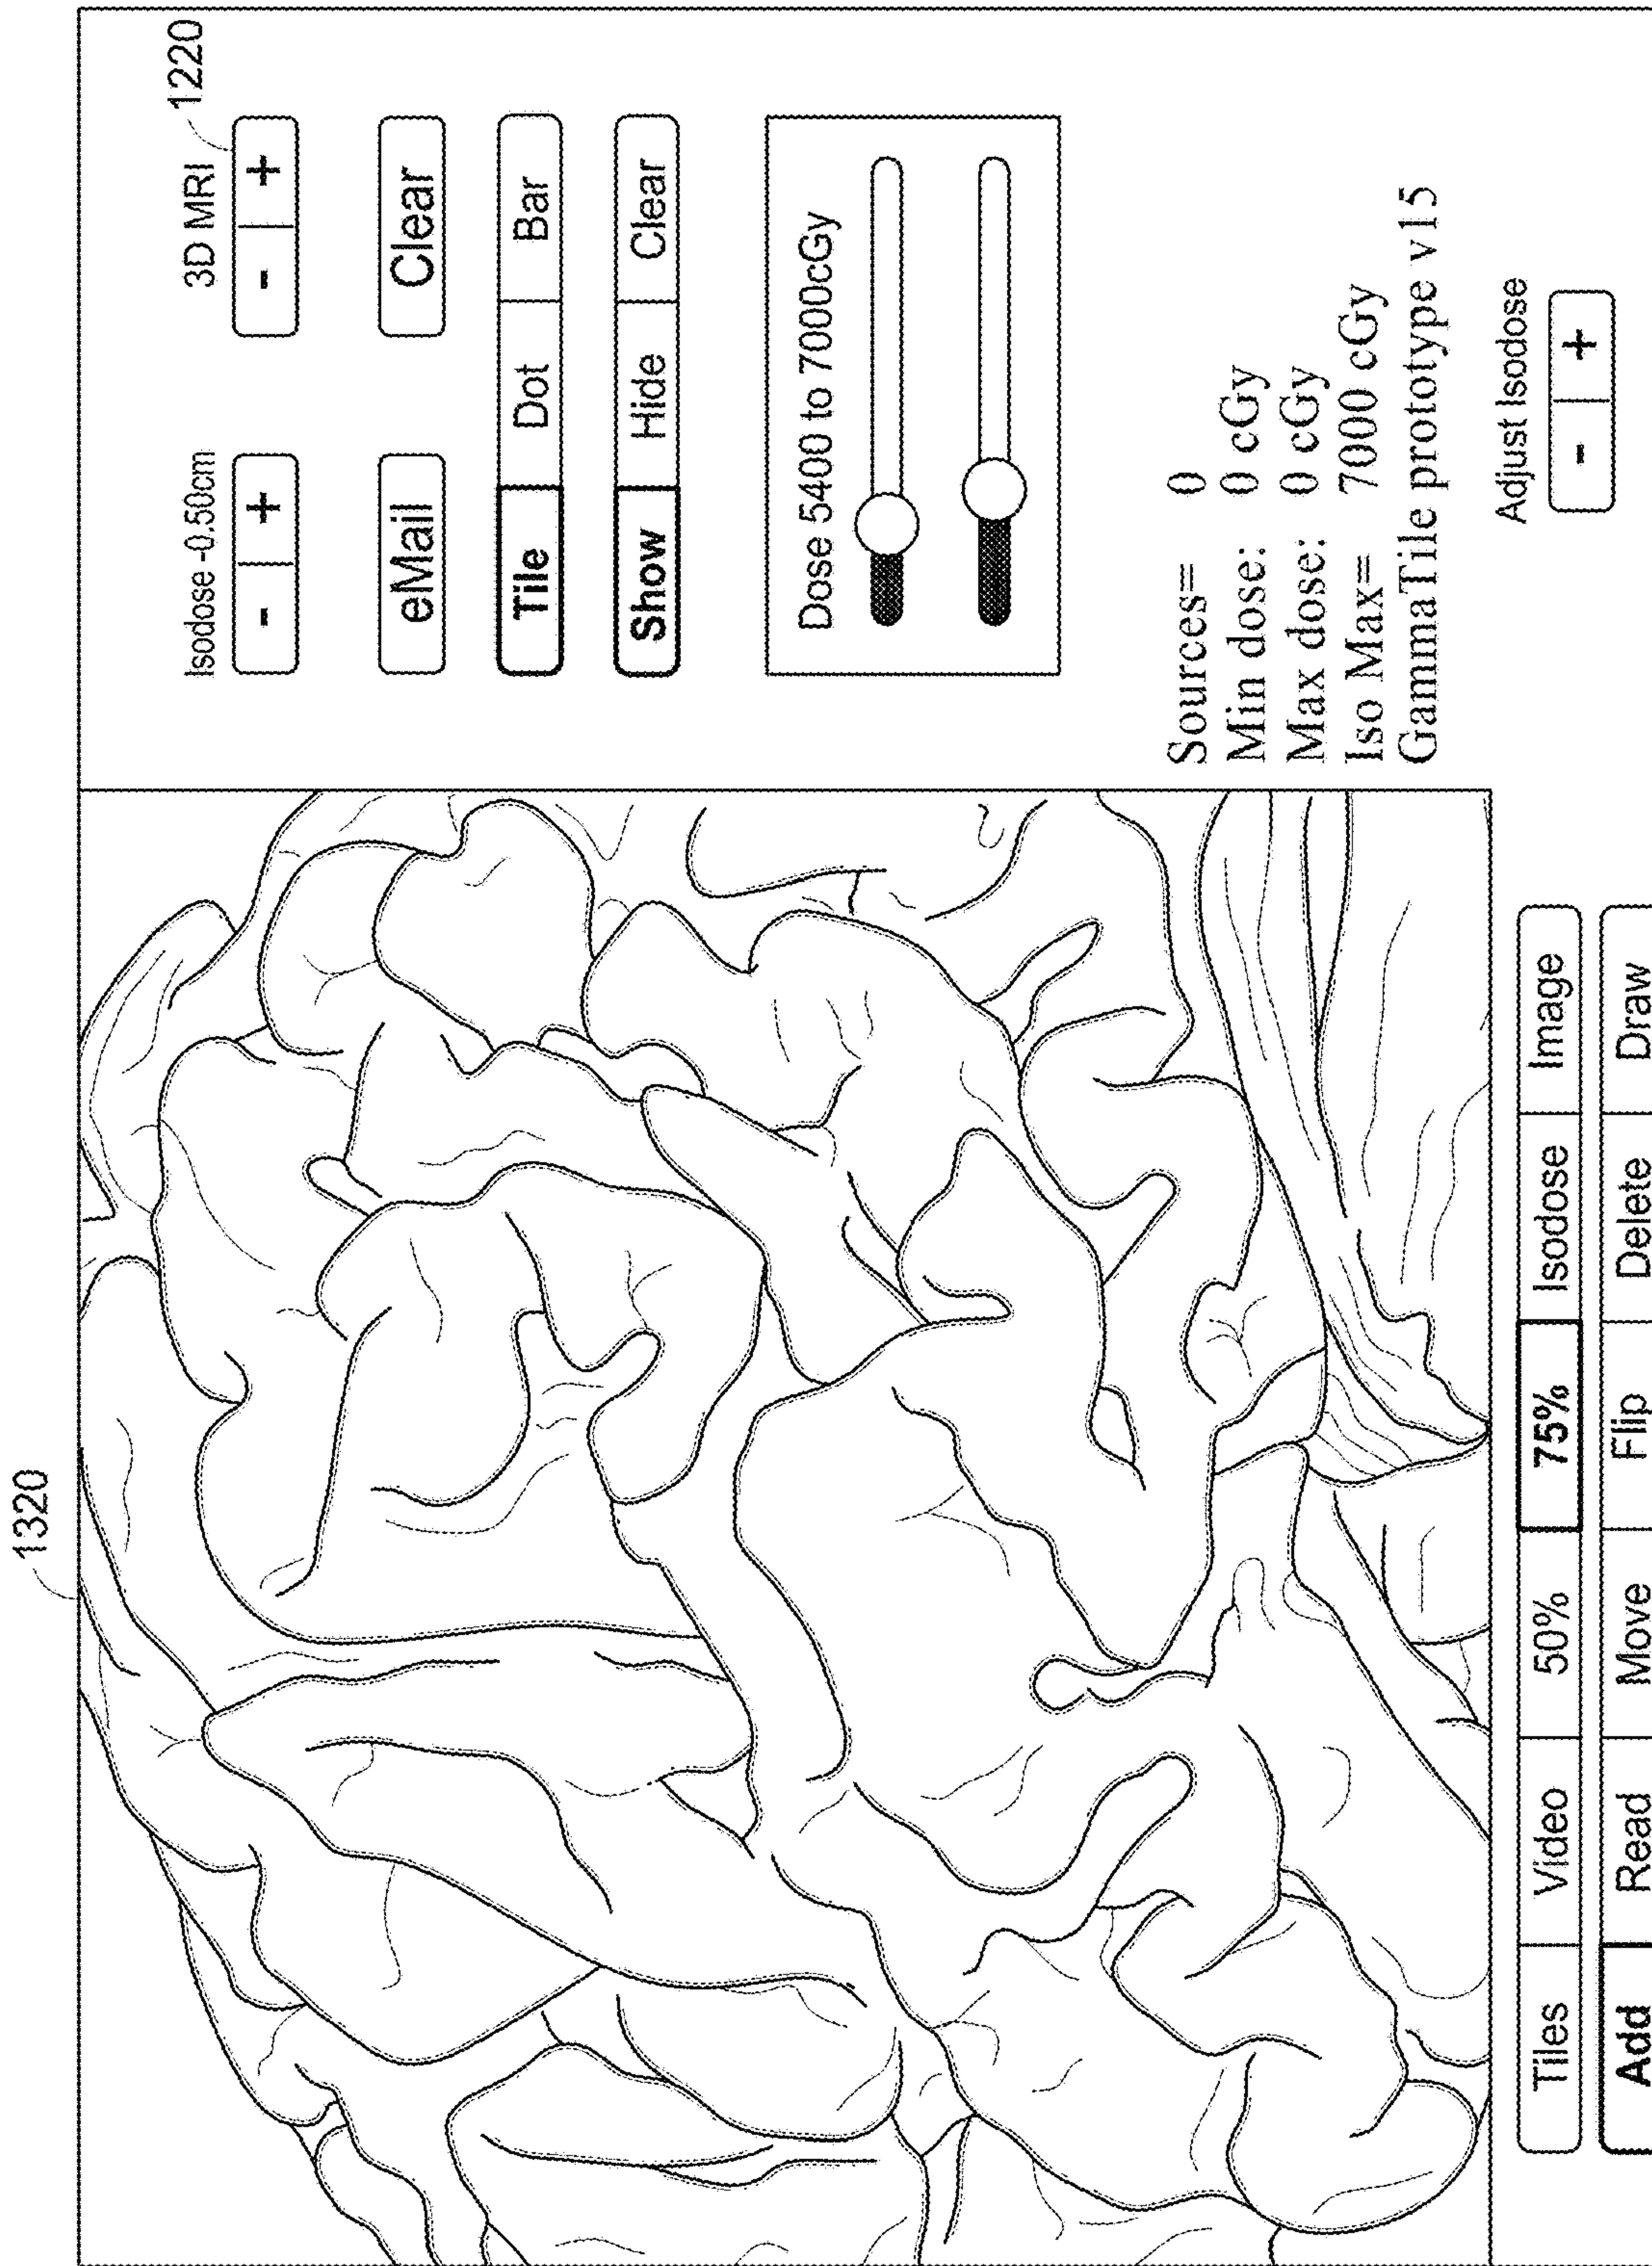 1320
1220
Isodose -0.50cm 3D MRI
- + - +
eMail Clear
Tile Dot Bar
Show Hide Clear
Dose 5400 to 7000cGy
Sources= 0
Min dose: 0 cGy
Max dose: 0 cGy
Iso Max= 7000 cGy
GammaTile prototype v15
Adjust Isodose
- +
Tiles Video 50% 75% Isodose Image
Add Read Move Flip Delete Draw